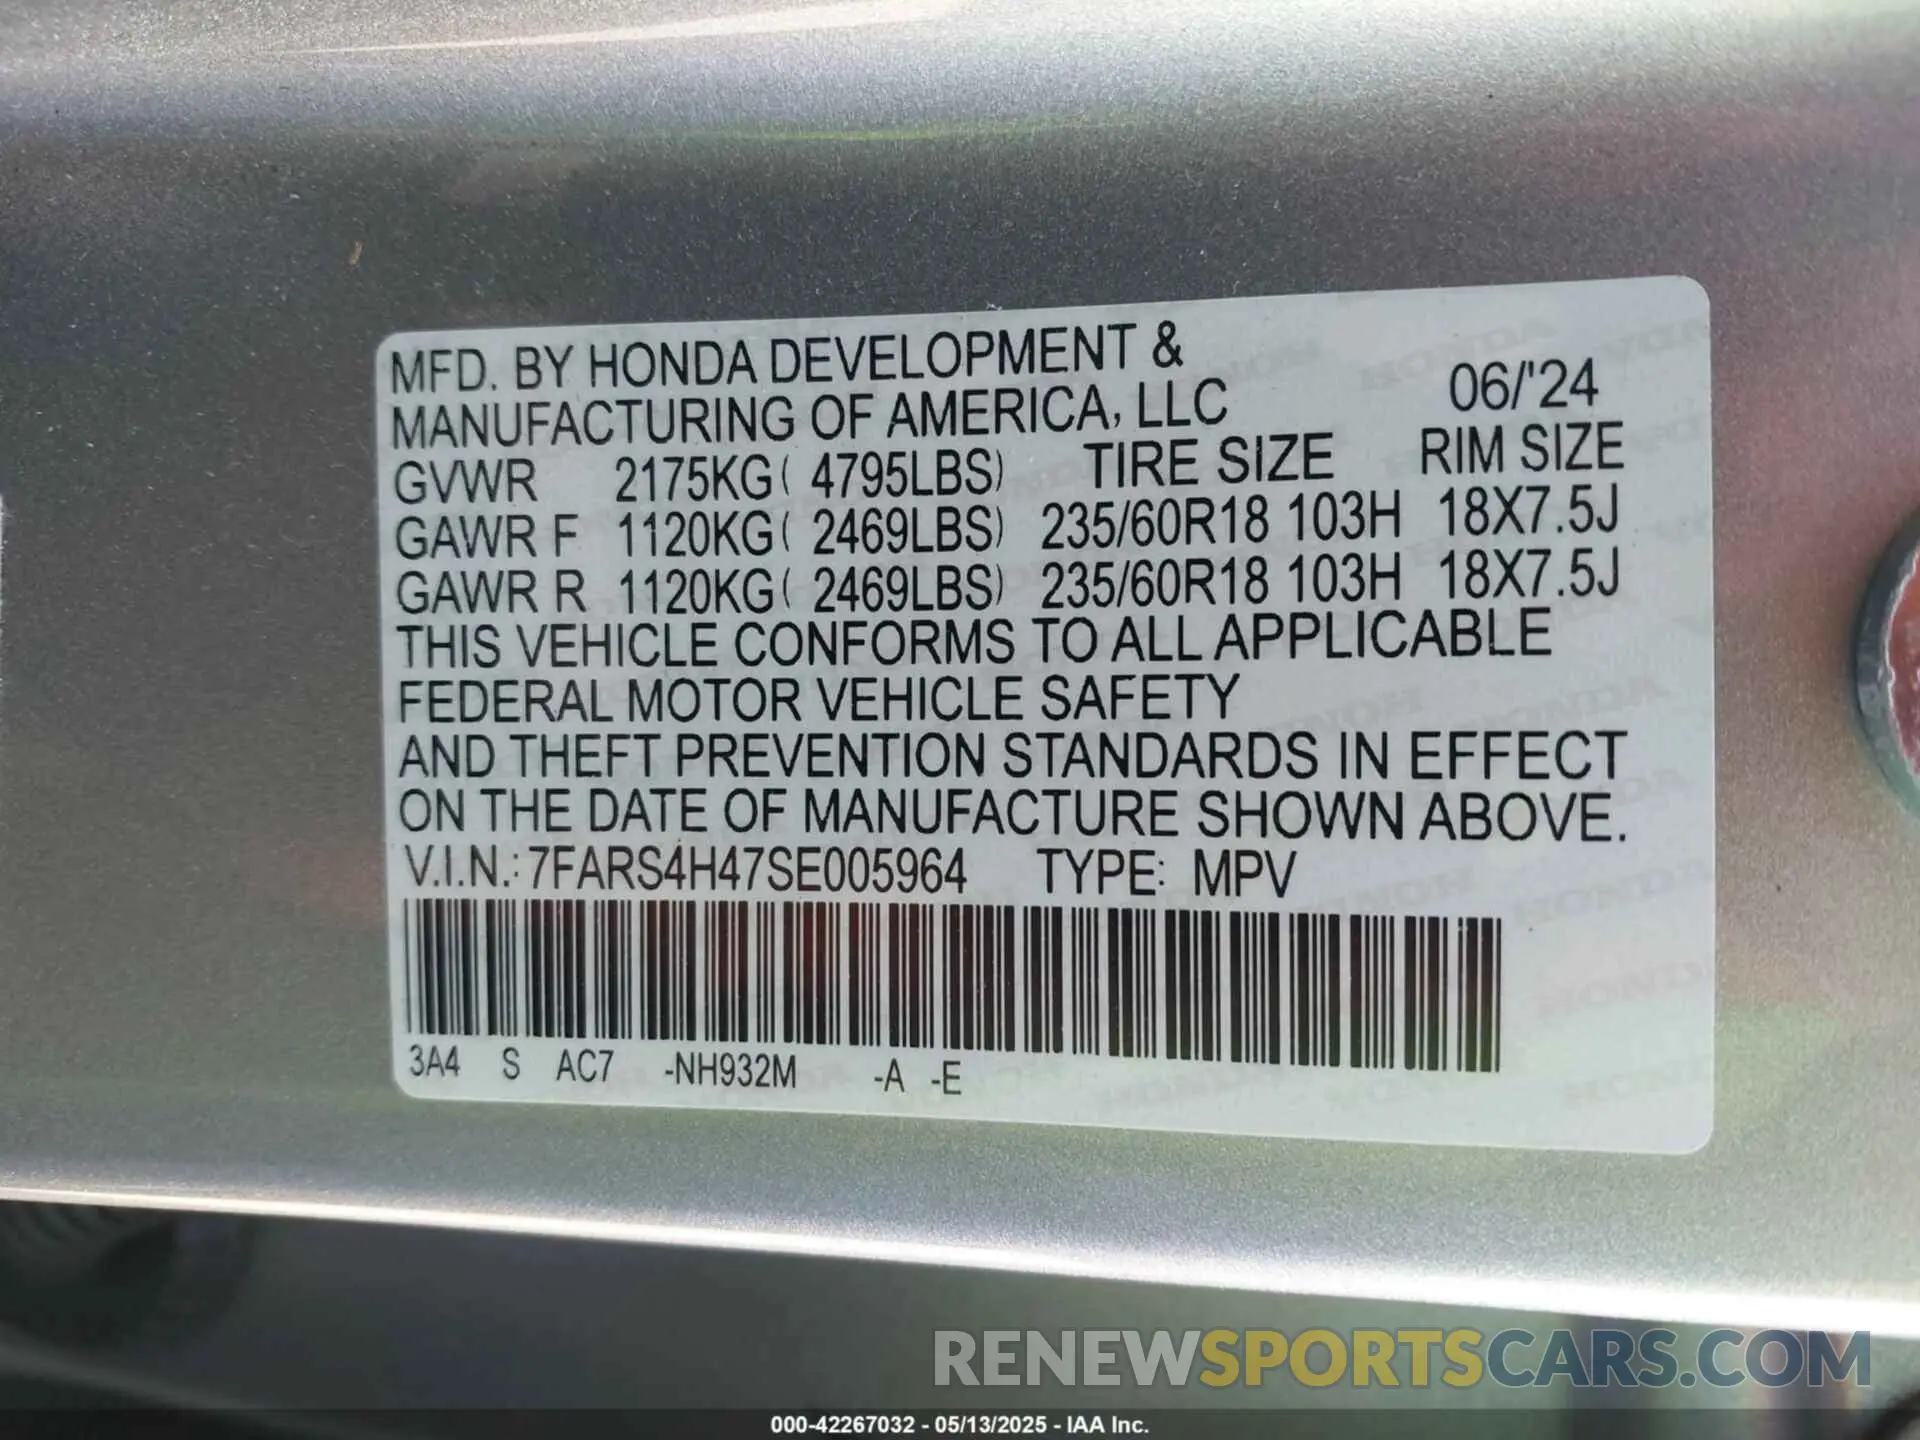 MFD. BY HONDA DEVELOPMENT &
MANUFACTURING OF AMERICA, LLC 06/'24
GVWR 2175KG( 4795LBS) TIRE SIZE RIM SIZE
GAWR F 1120KG( 2469LBS) 235/60R18 103H 18X7.5J
GAWR R 1120KG( 2469LBS) 235/60R18 103H 18X7.5J
THIS VEHICLE CONFORMS TO ALL APPLICABLE
FEDERAL MOTOR VEHICLE SAFETY
AND THEFT PREVENTION STANDARDS IN EFFECT
ON THE DATE OF MANUFACTURE SHOWN ABOVE.
V.I.N.: 7FARS4H47SE005964 TYPE: MPV
3A4 S AC7 -NH932M -A -E
RENEWSPORTSCARS.COM
000-42267032 - 05/13/2025 - IAA Inc.